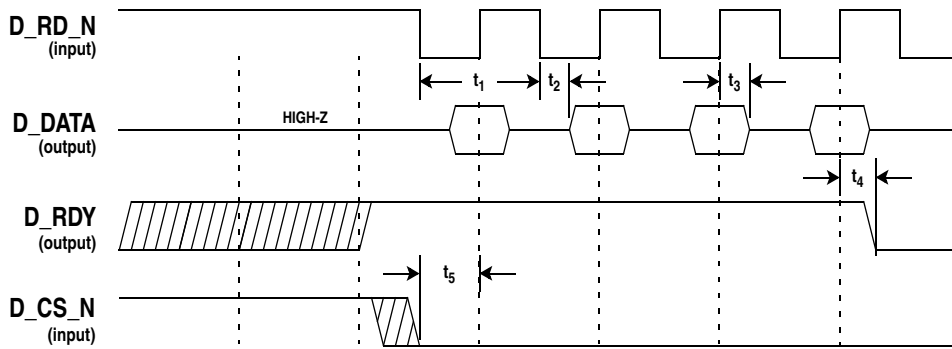 D_RD_N
(input)
t1
t2
t3
D_DATA
(output)
HIGH-Z
t4
D_RDY
(output)
t5
D_CS_N
(input)